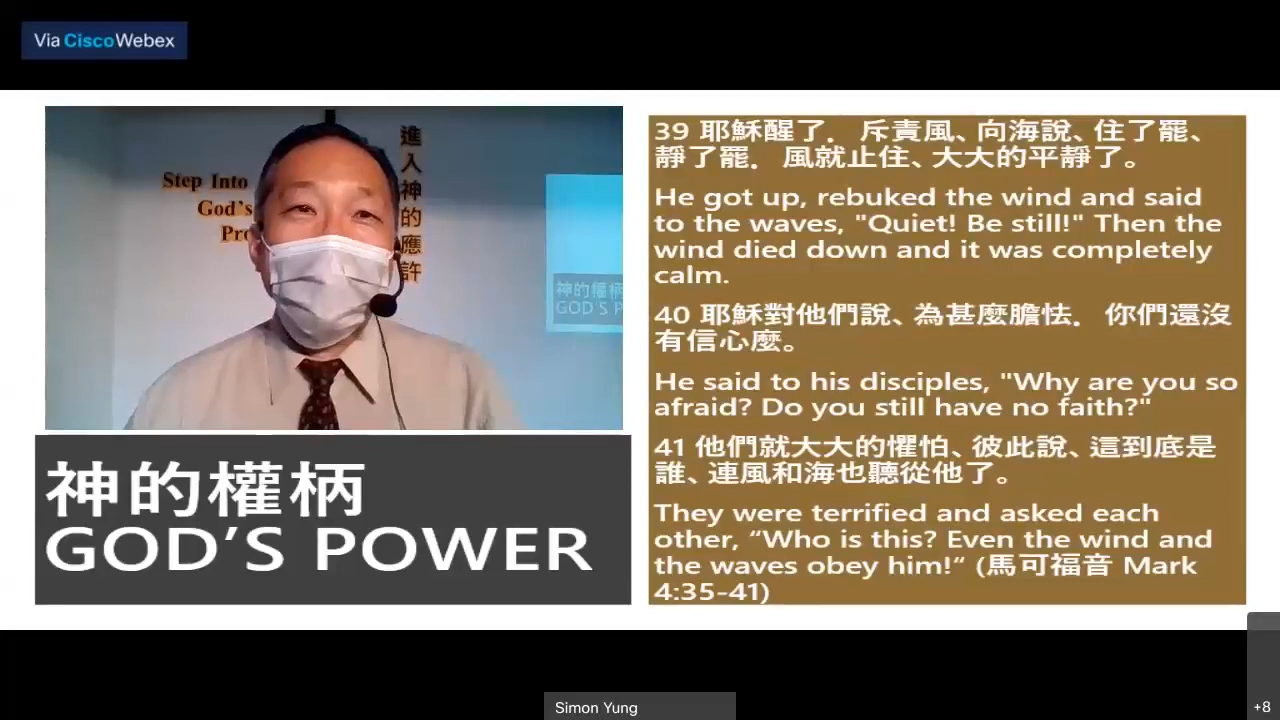 Via Cisco Webex
Step Into
God's
Pro
進入神的應許
神的權柄
GOD'S P
神的權柄
GOD’S POWER
39 耶穌醒了．斥責風、向海說、住了罷、
靜了罷．風就止住、大大的平靜了。
He got up, rebuked the wind and said
to the waves, "Quiet! Be still!" Then the
wind died down and it was completely
calm.
40 耶穌對他們說、為甚麼膽怯．你們還沒
有信心麼。
He said to his disciples, "Why are you so
afraid? Do you still have no faith?"
41 他們就大大的懼怕、彼此說、這到底是
誰、連風和海也聽從他了。
They were terrified and asked each
other, “Who is this? Even the wind and
the waves obey him!“ (馬可福音 Mark
4:35-41)
Simon Yung
+8